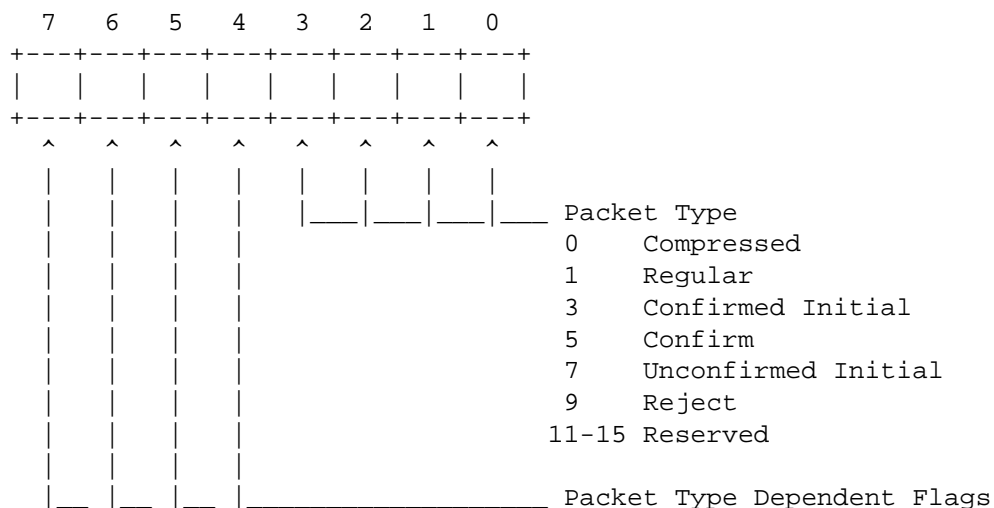 7 6 5 4 3 2 1 0
Packet Type
0 Compressed
1 Regular
3 Confirmed Initial
5 Confirm
7 Unconfirmed Initial
9 Reject
11-15 Reserved
Packet Type Dependent Flags